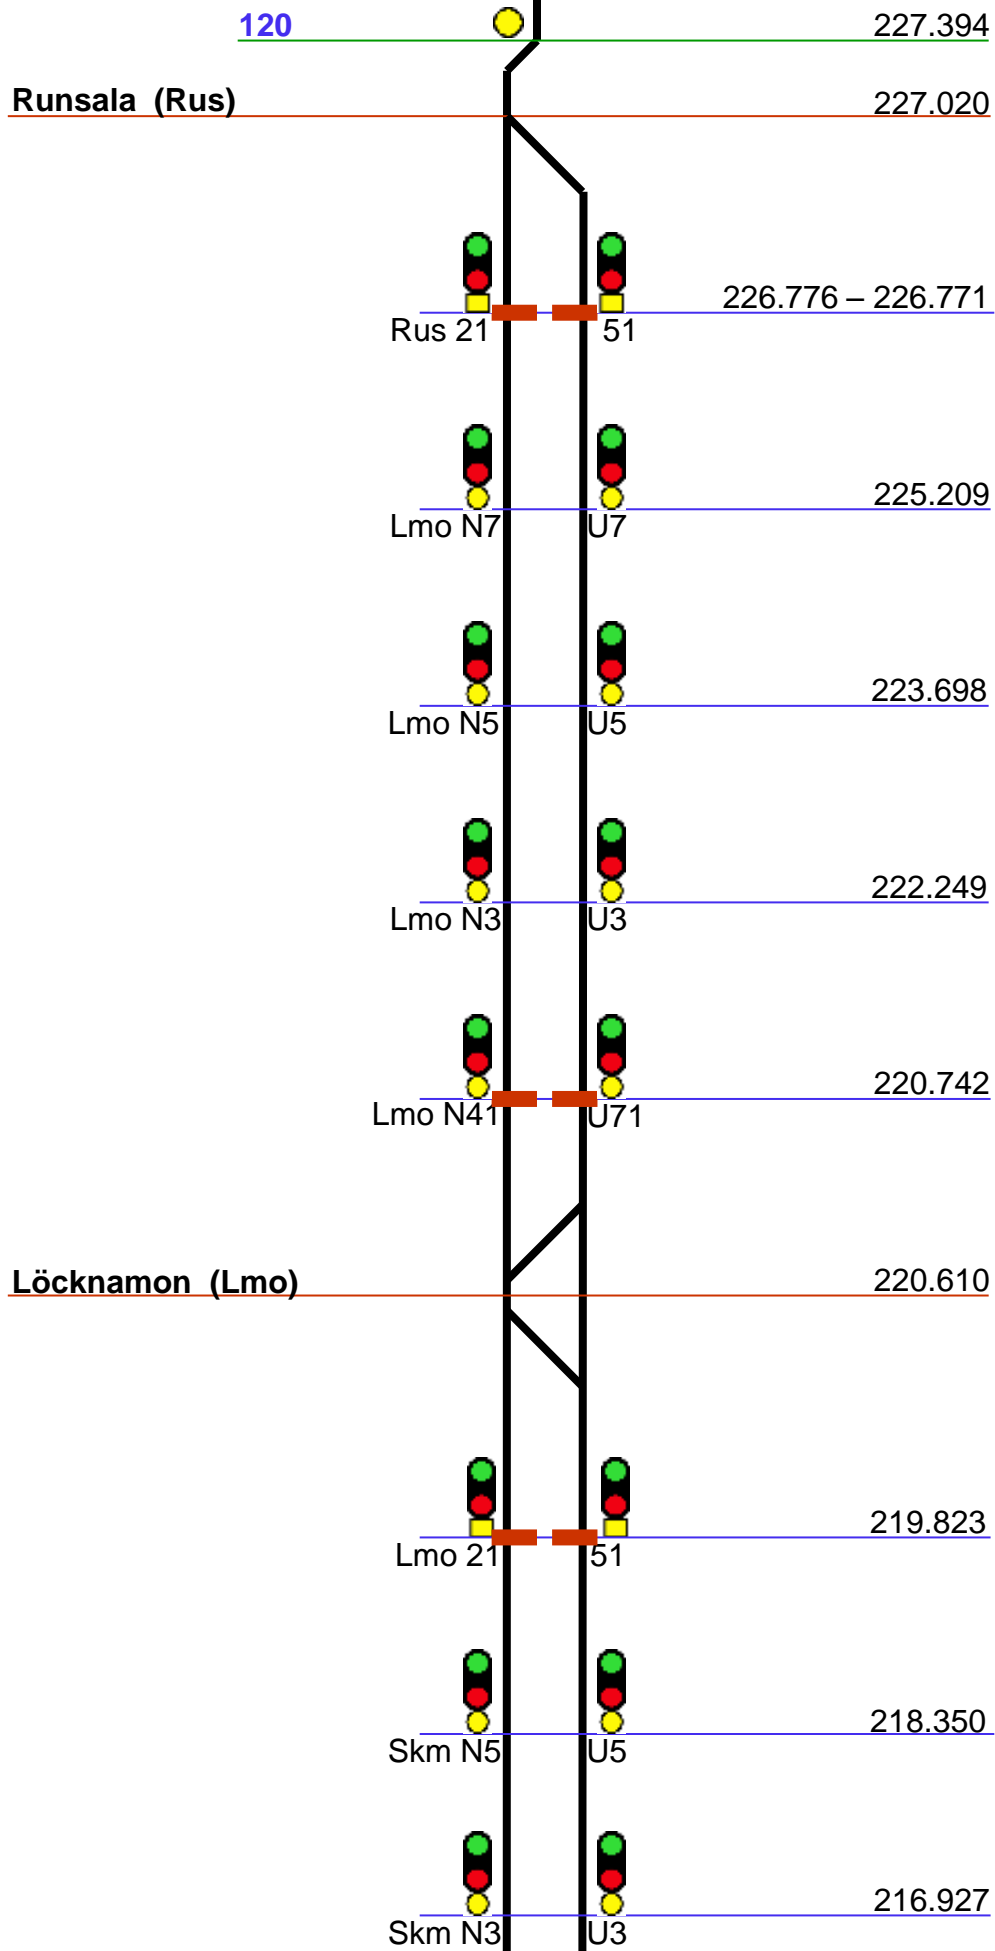 120 227.394
Runsala (Rus) 227.020
226.776 – 226.771
Rus 21 51
225.209
Lmo N7 U7
223.698
Lmo N5 U5
222.249
Lmo N3 U3
220.742
Lmo N41 U71
Löcknamon (Lmo) 220.610
219.823
Lmo 21 51
218.350
Skm N5 U5
216.927
Skm N3 U3